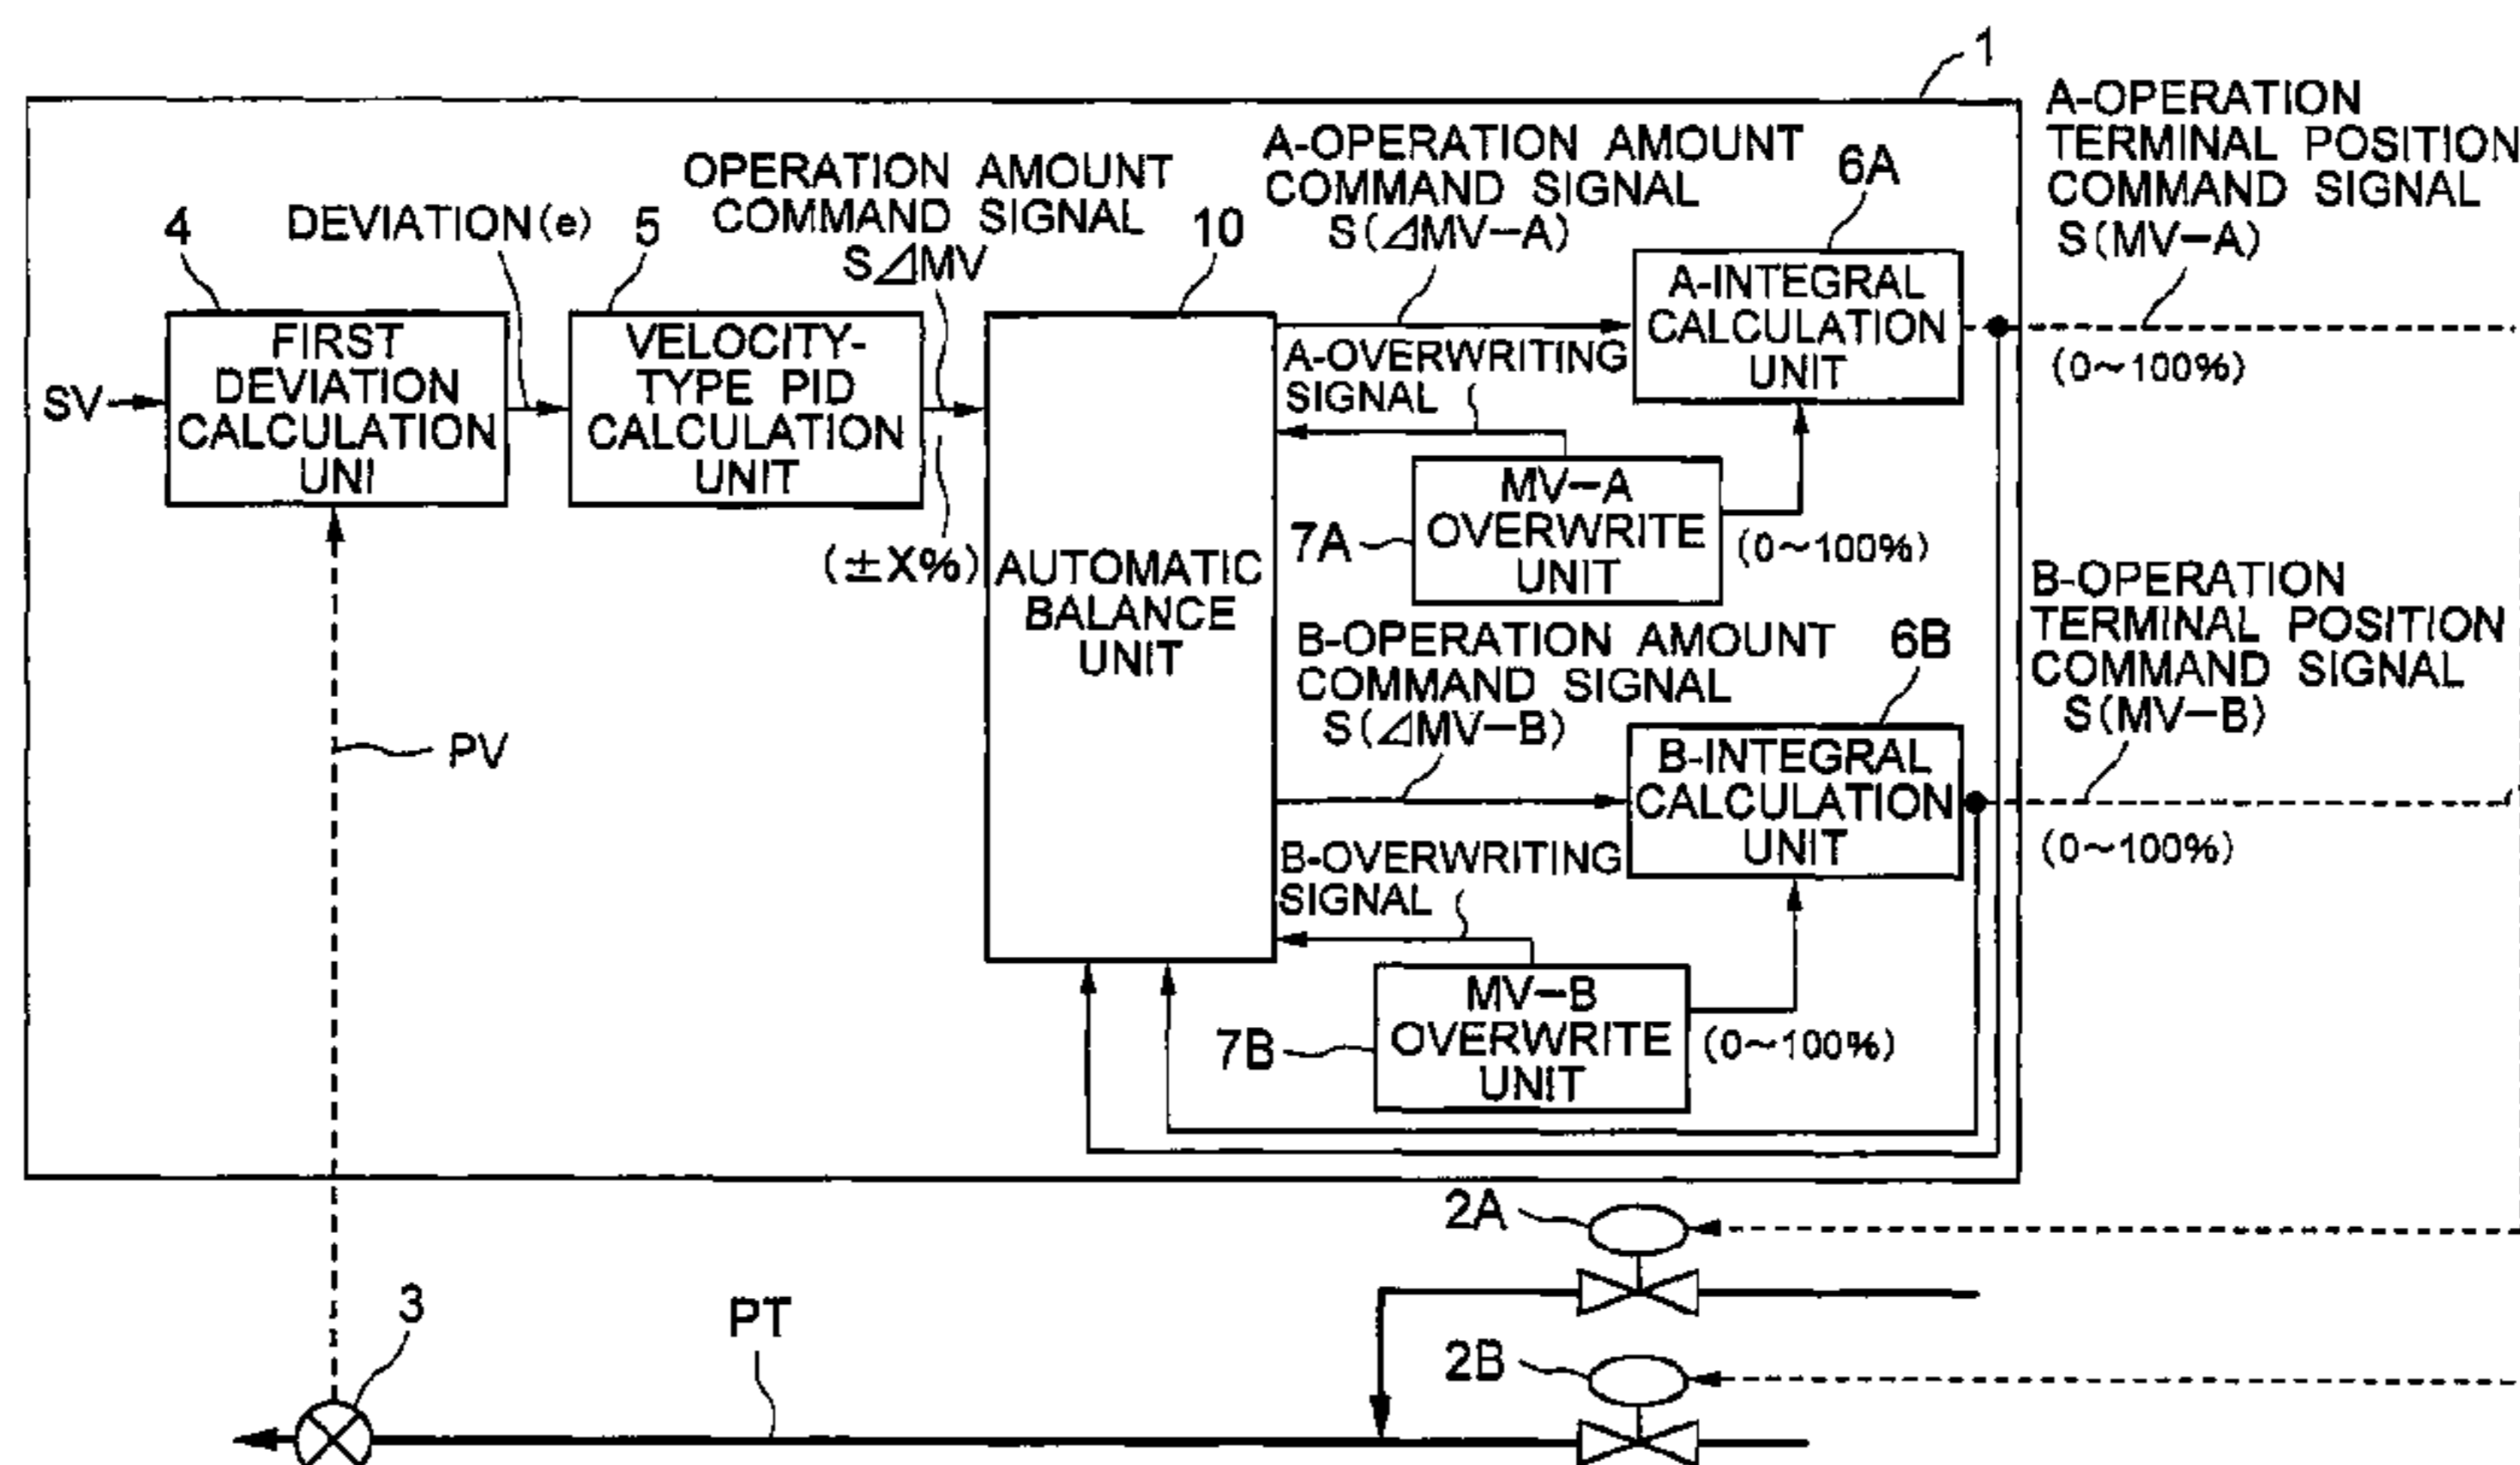 1
A-OPERATION
TERMINAL POSITION
COMMAND SIGNAL
S(MV-A)
(0~100%)
A-OPERATION AMOUNT
COMMAND SIGNAL
S(⊿MV-A)
6A
OPERATION AMOUNT
COMMAND SIGNAL
S⊿MV
4
DEVIATION(e)
5
10
SV
FIRST
DEVIATION
CALCULATION
UNI
VELOCITY-
TYPE PID
CALCULATION
UNIT
(±X%)
AUTOMATIC
BALANCE
UNIT
A-INTEGRAL
CALCULATION
UNIT
A-OVERWRITING
SIGNAL
7A
MV-A
OVERWRITE
UNIT
(0~100%)
B-OPERATION
TERMINAL POSITION
COMMAND SIGNAL
S(MV-B)
(0~100%)
B-OPERATION AMOUNT
COMMAND SIGNAL
S(⊿MV-B)
6B
B-INTEGRAL
CALCULATION
UNIT
PV
B-OVERWRITING
SIGNAL
7B
MV-B
OVERWRITE
UNIT
(0~100%)
2A
3
PT
2B